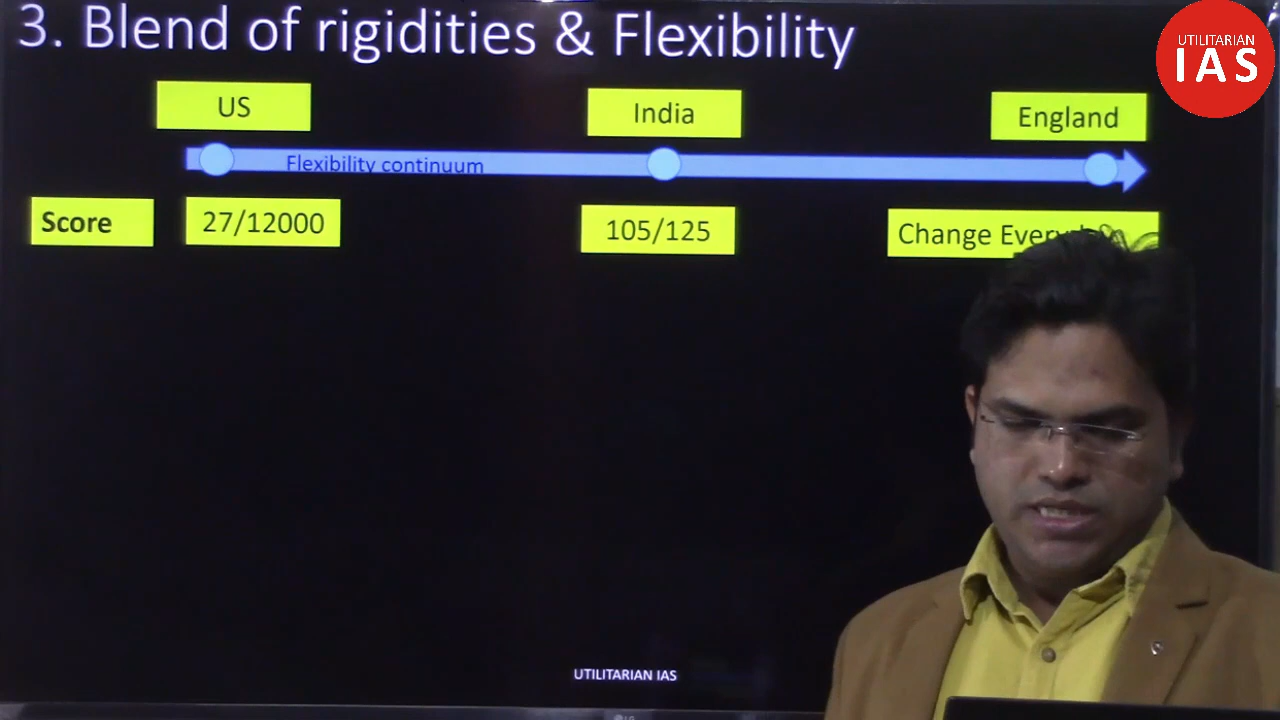 3. Blend of rigidities & Flexibility
UTILITARIAN
IAS
US
India
England
Flexibility continuum
Score
27/12000
105/125
Change
UTILITARIAN IAS
LG